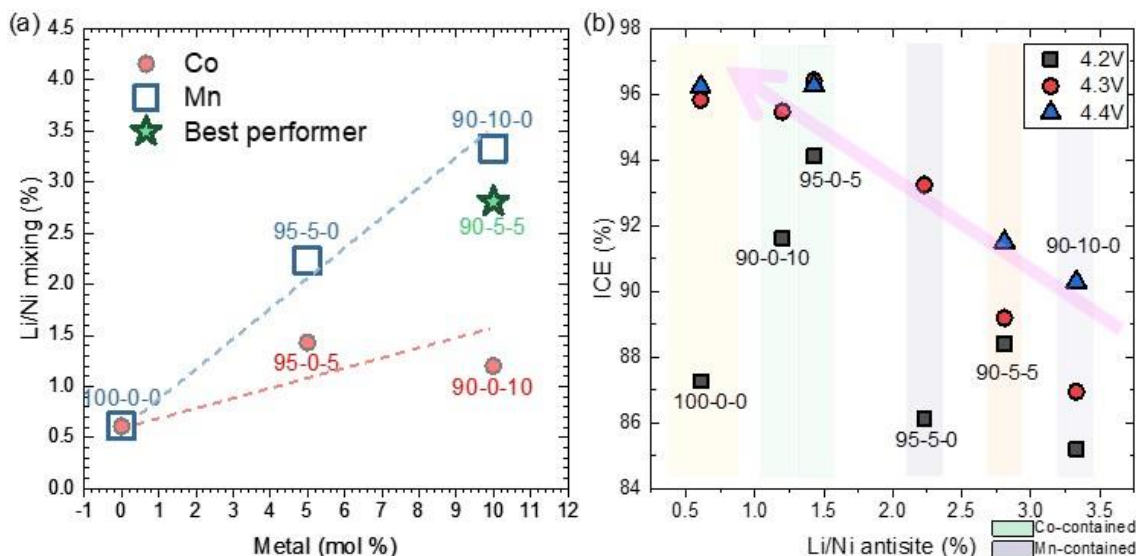 (a)
4.5
4.0
3.5
3.0
2.5
2.0
1.5
1.0
0.5
0.0
Li/Ni mixing (%)
Co
Mn
Best performer
90-10-0
95-5-0
90-5-5
95-0-5
90-0-10
100-0-0
-1 0 1 2 3 4 5 6 7 8 9 10 11 12
Metal (mol %)
(b)
98
96
94
92
90
88
86
84
ICE (%)
4.2V
4.3V
4.4V
95-0-5
90-0-10
90-10-0
90-5-5
100-0-0
95-5-0
0.5 1.0 1.5 2.0 2.5 3.0 3.5
Li/Ni antisite (%)
Co-contained
Mn-contained